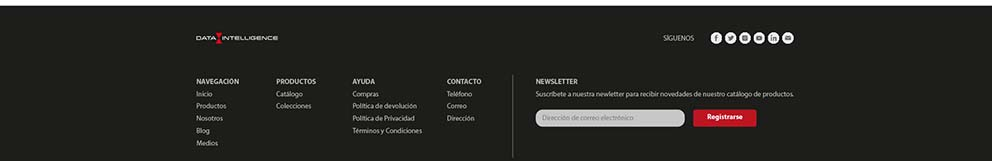 DATA INTELLIGENCE
SÍGUENOS
NAVEGACIÓN
Inicio
Productos
Nosotros
Blog
Medios
PRODUCTOS
Catálogo
Colecciones
AYUDA
Compras
Política de devolución
Política de Privacidad
Términos y Condiciones
CONTACTO
Teléfono
Correo
Dirección
NEWSLETTER
Suscríbete a nuestra newletter para recibir novedades de nuestro catálogo de productos.
Dirección de correo electrónico
Registrarse